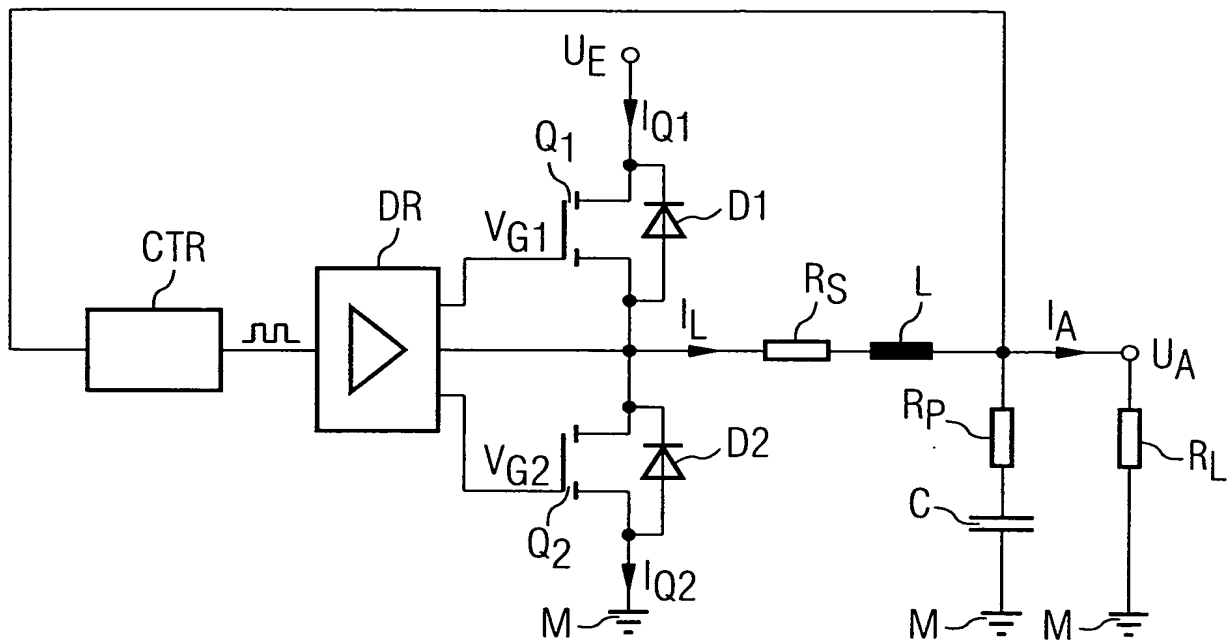 U_E
I_Q1
Q_1
D1
DR
V_G1
CTR
R_S
L
I_L
I_A
U_A
R_P
D2
V_G2
R_L
C
Q_2
I_Q2
M
M
M